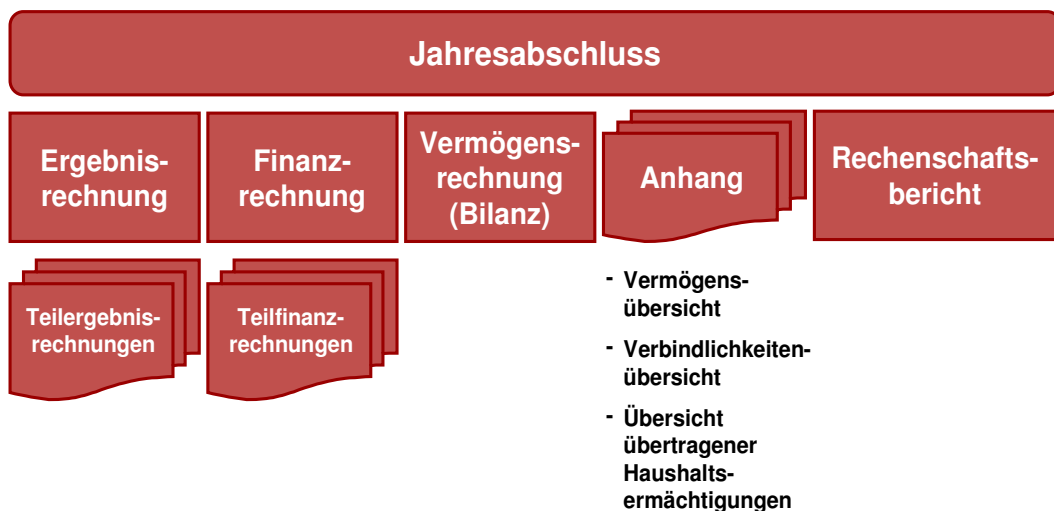 Jahresabschluss
Ergebnis-
rechnung
Finanz-
rechnung
Vermögens-
rechnung
(Bilanz)
Anhang
Rechenschafts-
bericht
Teilergebnis-
rechnungen
Teilfinanz-
rechnungen
- Vermögens-
übersicht
- Verbindlichkeiten-
übersicht
- Übersicht
übertragener
Haushalts-
ermächtigungen